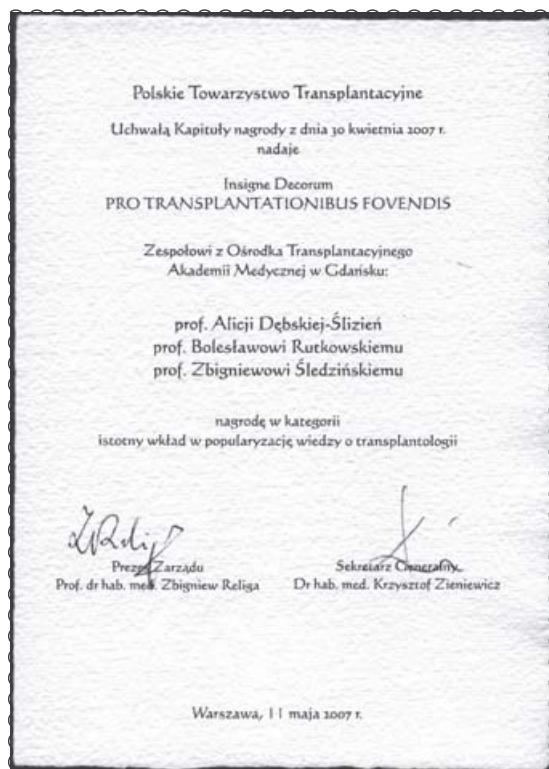 Polskie Towarzystwo Transplantacyjne
Uchwałą Kapituły nagrody z dnia 30 kwietnia 2007 r.
nadaje
Insigne Decorum
PRO TRANSPLANTATIONIBUS FOVENDIS
Zespołowi z Ośrodka Transplantacyjnego
Akademii Medycznej w Gdańsku:
prof. Alicji Dębskiej-Ślizień
prof. Bolesławowi Rutkowskiemu
prof. Zbigniewowi Śledzińskiemu
nagrodę w kategorii
istotny wkład w popularyzację wiedzy o transplantologii
Prezes Zarządu
Prof. dr hab. med. Zbigniew Religa
Sekretarz Generalny
Dr hab. med. Krzysztof Zieniewicz
Warszawa, 11 maja 2007 r.